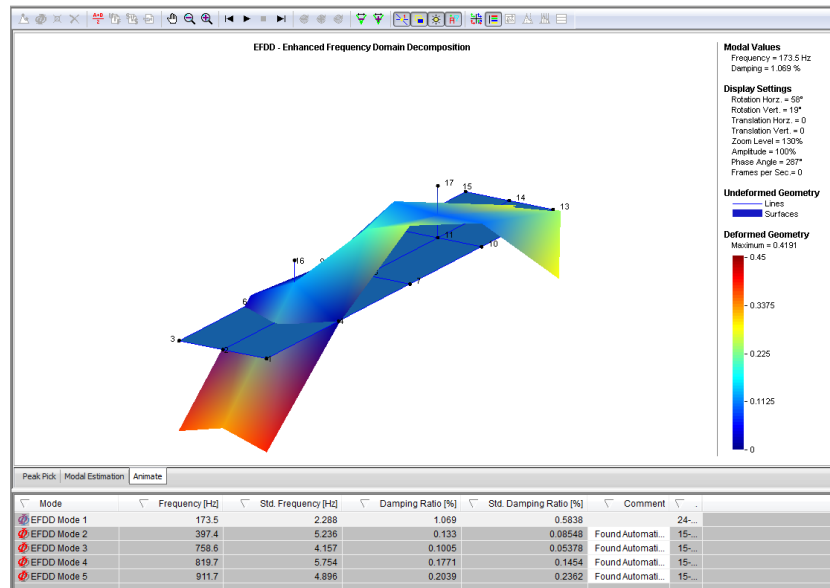 A+B
2
EFDD - Enhanced Frequency Domain Decomposition
Modal Values
Frequency = 173.5 Hz
Damping = 1.069 %
Display Settings
Rotation Horz. = 58°
Rotation Vert. = 19°
Translation Horz. = 0
Translation Vert. = 0
Zoom Level = 130%
Amplitude = 100%
Phase Angle = 287°
Frames per Sec.= 0
Undeformed Geometry
Lines
Surfaces
Deformed Geometry
Maximum = 0.4191
0.45
0.3375
0.225
0.1125
0
17
15
14
13
11
10
16
7
6
4
3
2
1
Peak Pick Modal Estimation Animate
Mode Frequency [Hz] Std. Frequency [Hz] Damping Ratio [%] Std. Damping Ratio [%] Comment .
EFDD Mode 1 173.5 2.288 1.069 0.5838 24-...
EFDD Mode 2 397.4 5.236 0.133 0.08548 Found Automati... 15-...
EFDD Mode 3 758.6 4.157 0.1005 0.05378 Found Automati... 15-...
EFDD Mode 4 819.7 5.754 0.1771 0.1454 Found Automati... 15-...
EFDD Mode 5 911.7 4.896 0.2039 0.2362 Found Automati... 15-...